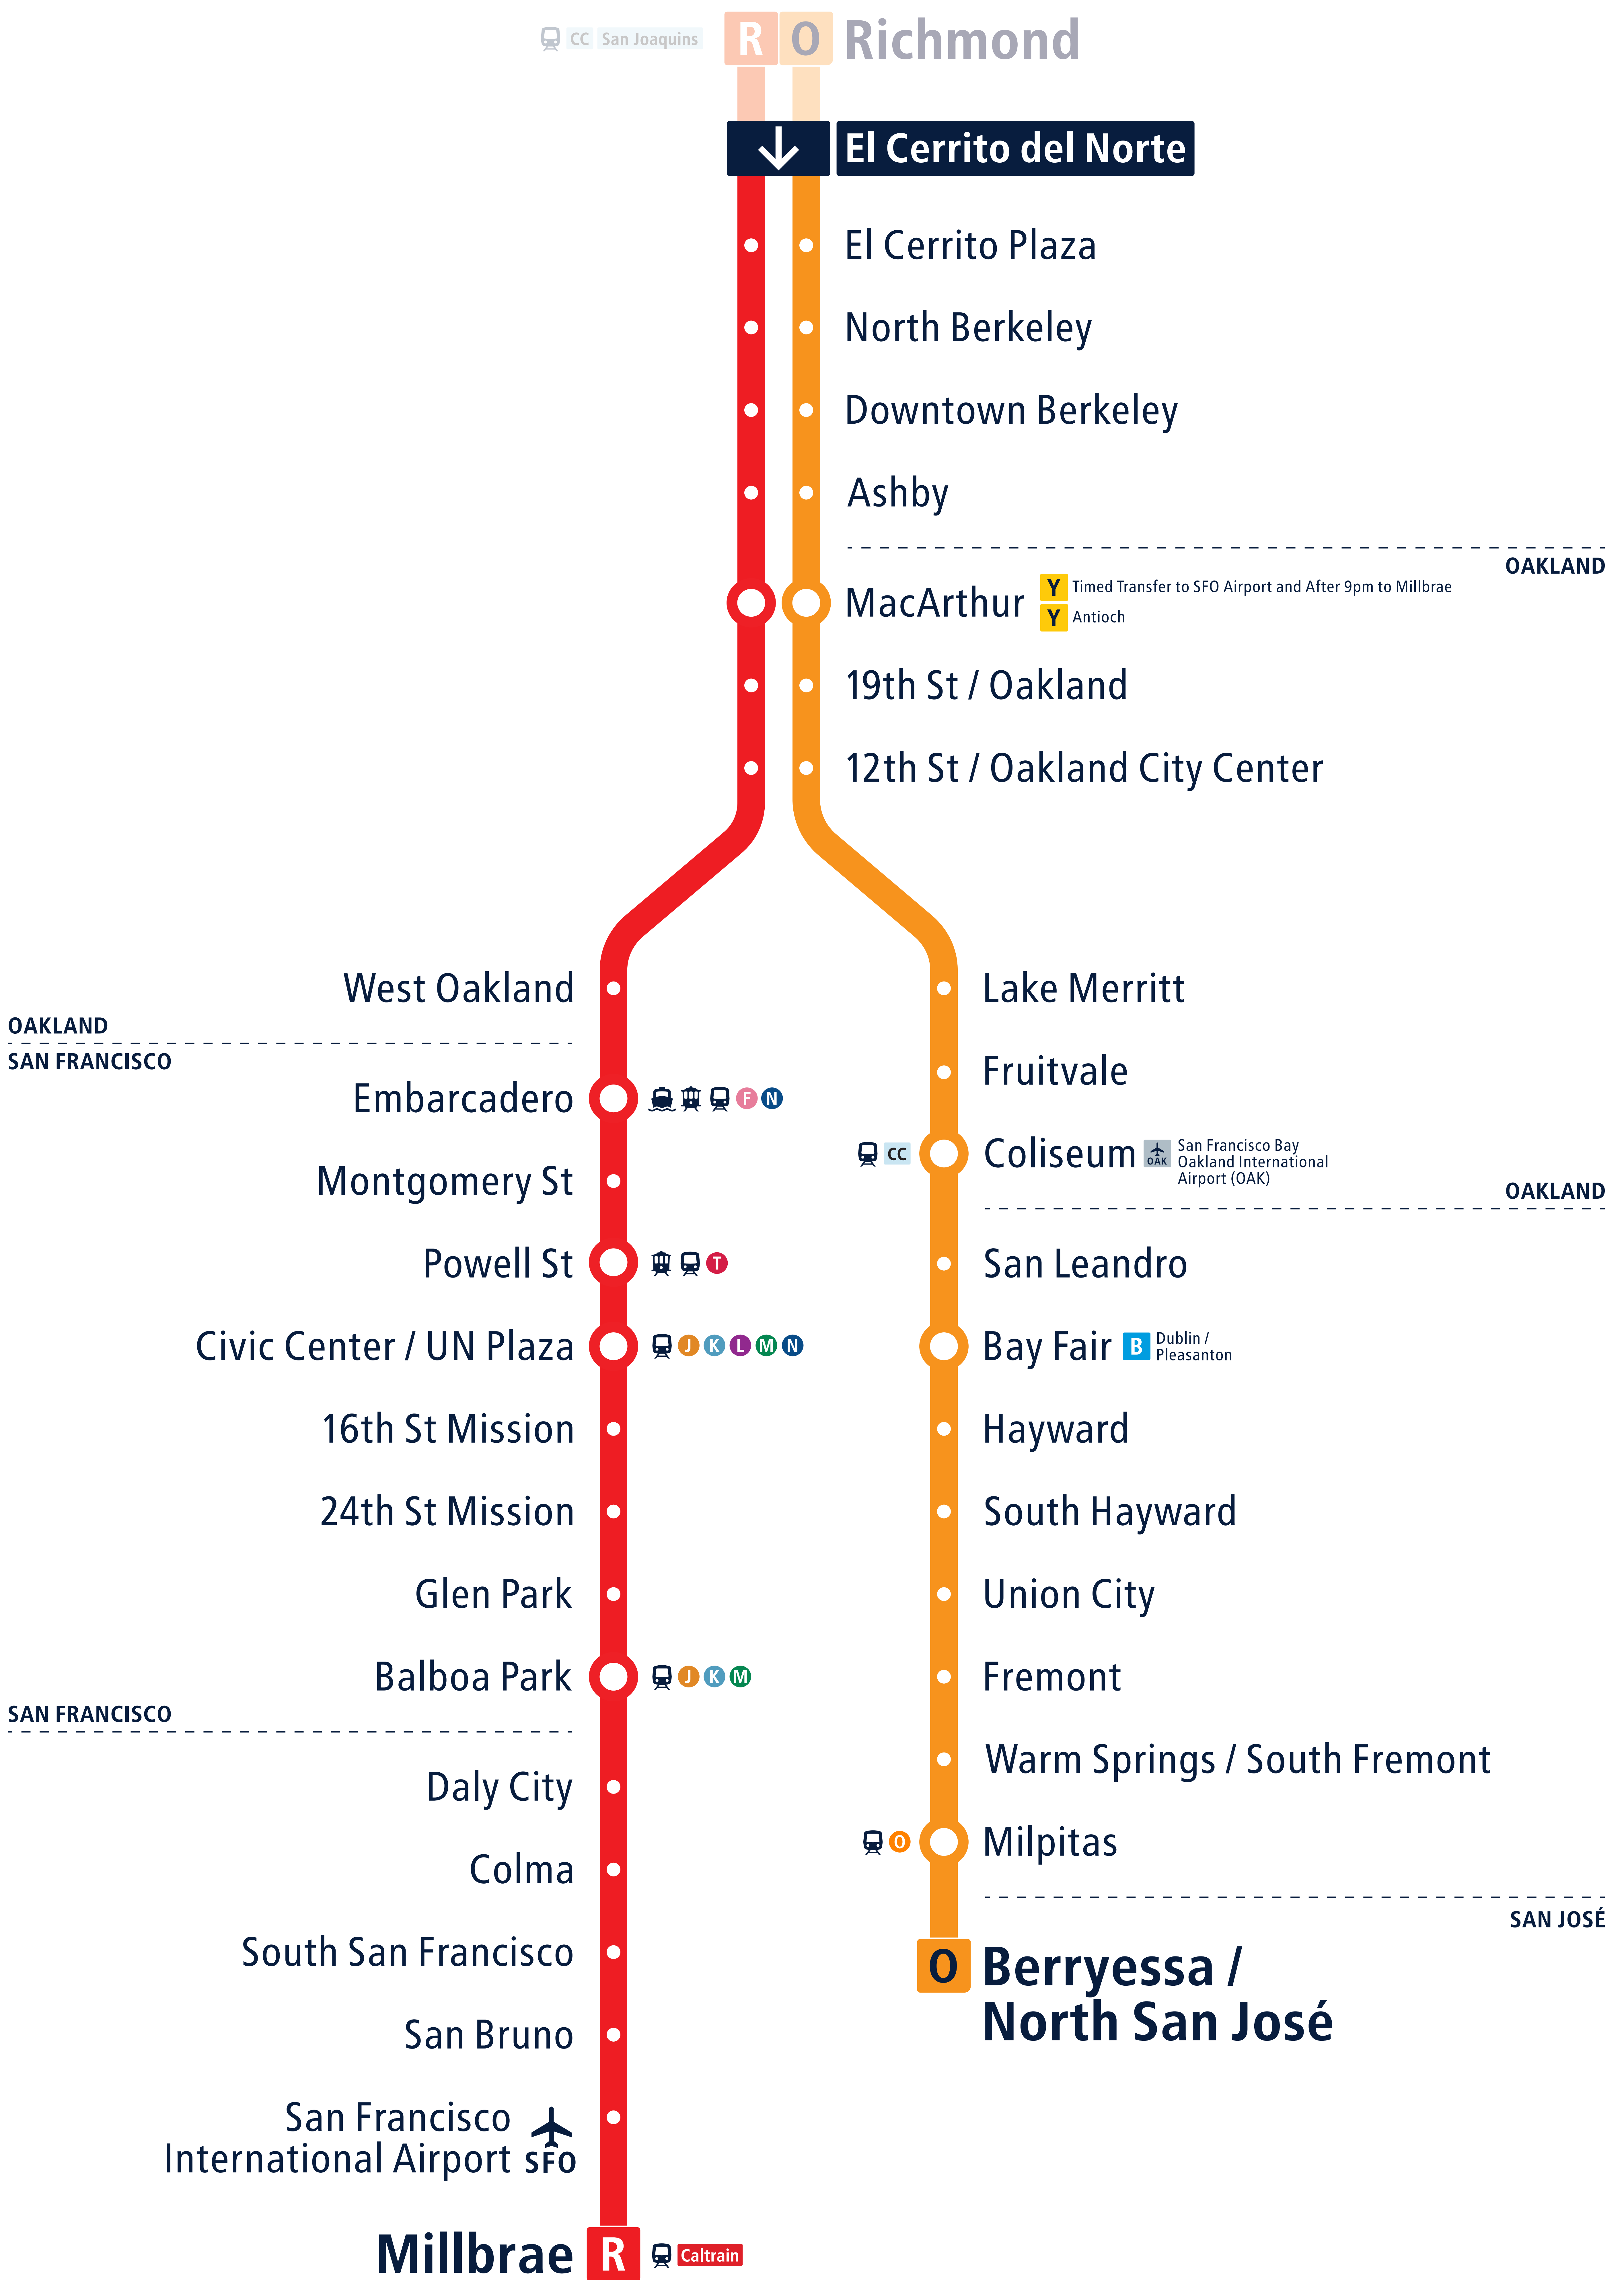 CC San Joaquins R O Richmond
El Cerrito del Norte
El Cerrito Plaza
North Berkeley
Downtown Berkeley
Ashby
OAKLAND
MacArthur Y Timed Transfer to SFO Airport and After 9pm to Millbrae
Y Antioch
19th St / Oakland
12th St / Oakland City Center
West Oakland
OAKLAND
SAN FRANCISCO
Embarcadero F N
Montgomery St
Powell St T
Civic Center / UN Plaza J K L M N
16th St Mission
24th St Mission
Glen Park
Balboa Park J K M
SAN FRANCISCO
Daly City
Colma
South San Francisco
San Bruno
San Francisco
International Airport SFO
Millbrae R Caltrain
Lake Merritt
Fruitvale
CC Coliseum OAK San Francisco Bay
Oakland International
Airport (OAK)
OAKLAND
San Leandro
Bay Fair B Dublin /
Pleasanton
Hayward
South Hayward
Union City
Fremont
Warm Springs / South Fremont
O Milpitas
SAN JOSÉ
O Berryessa /
North San José